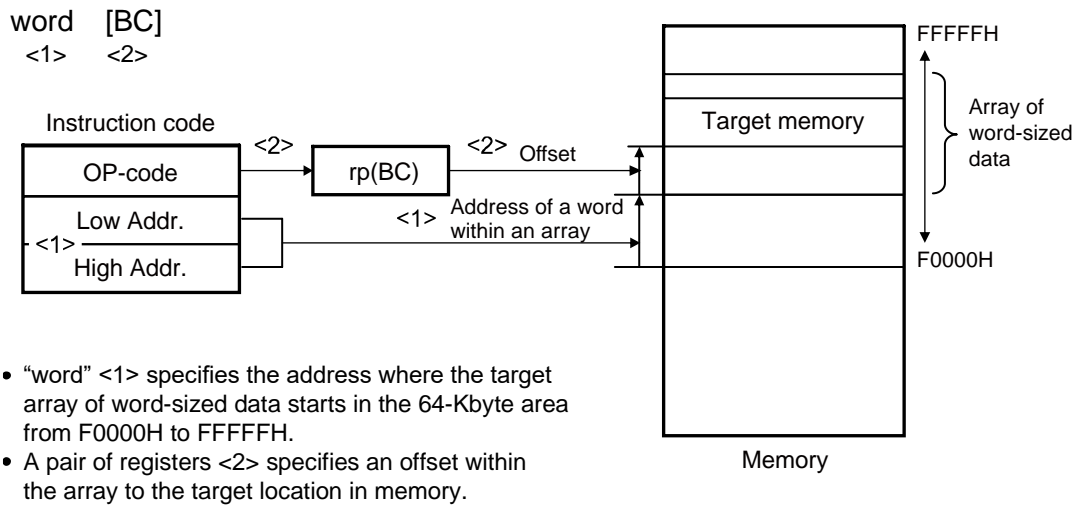 word [BC]
<1> <2>
Instruction code
OP-code
Low Addr.
<1>
High Addr.
<2>
rp(BC)
<2> Offset
<1> Address of a word
within an array
Target memory
FFFFFH
Array of
word-sized
data
F0000H
Memory
• “word” <1> specifies the address where the target
array of word-sized data starts in the 64-Kbyte area
from F0000H to FFFFFH.
• A pair of registers <2> specifies an offset within
the array to the target location in memory.